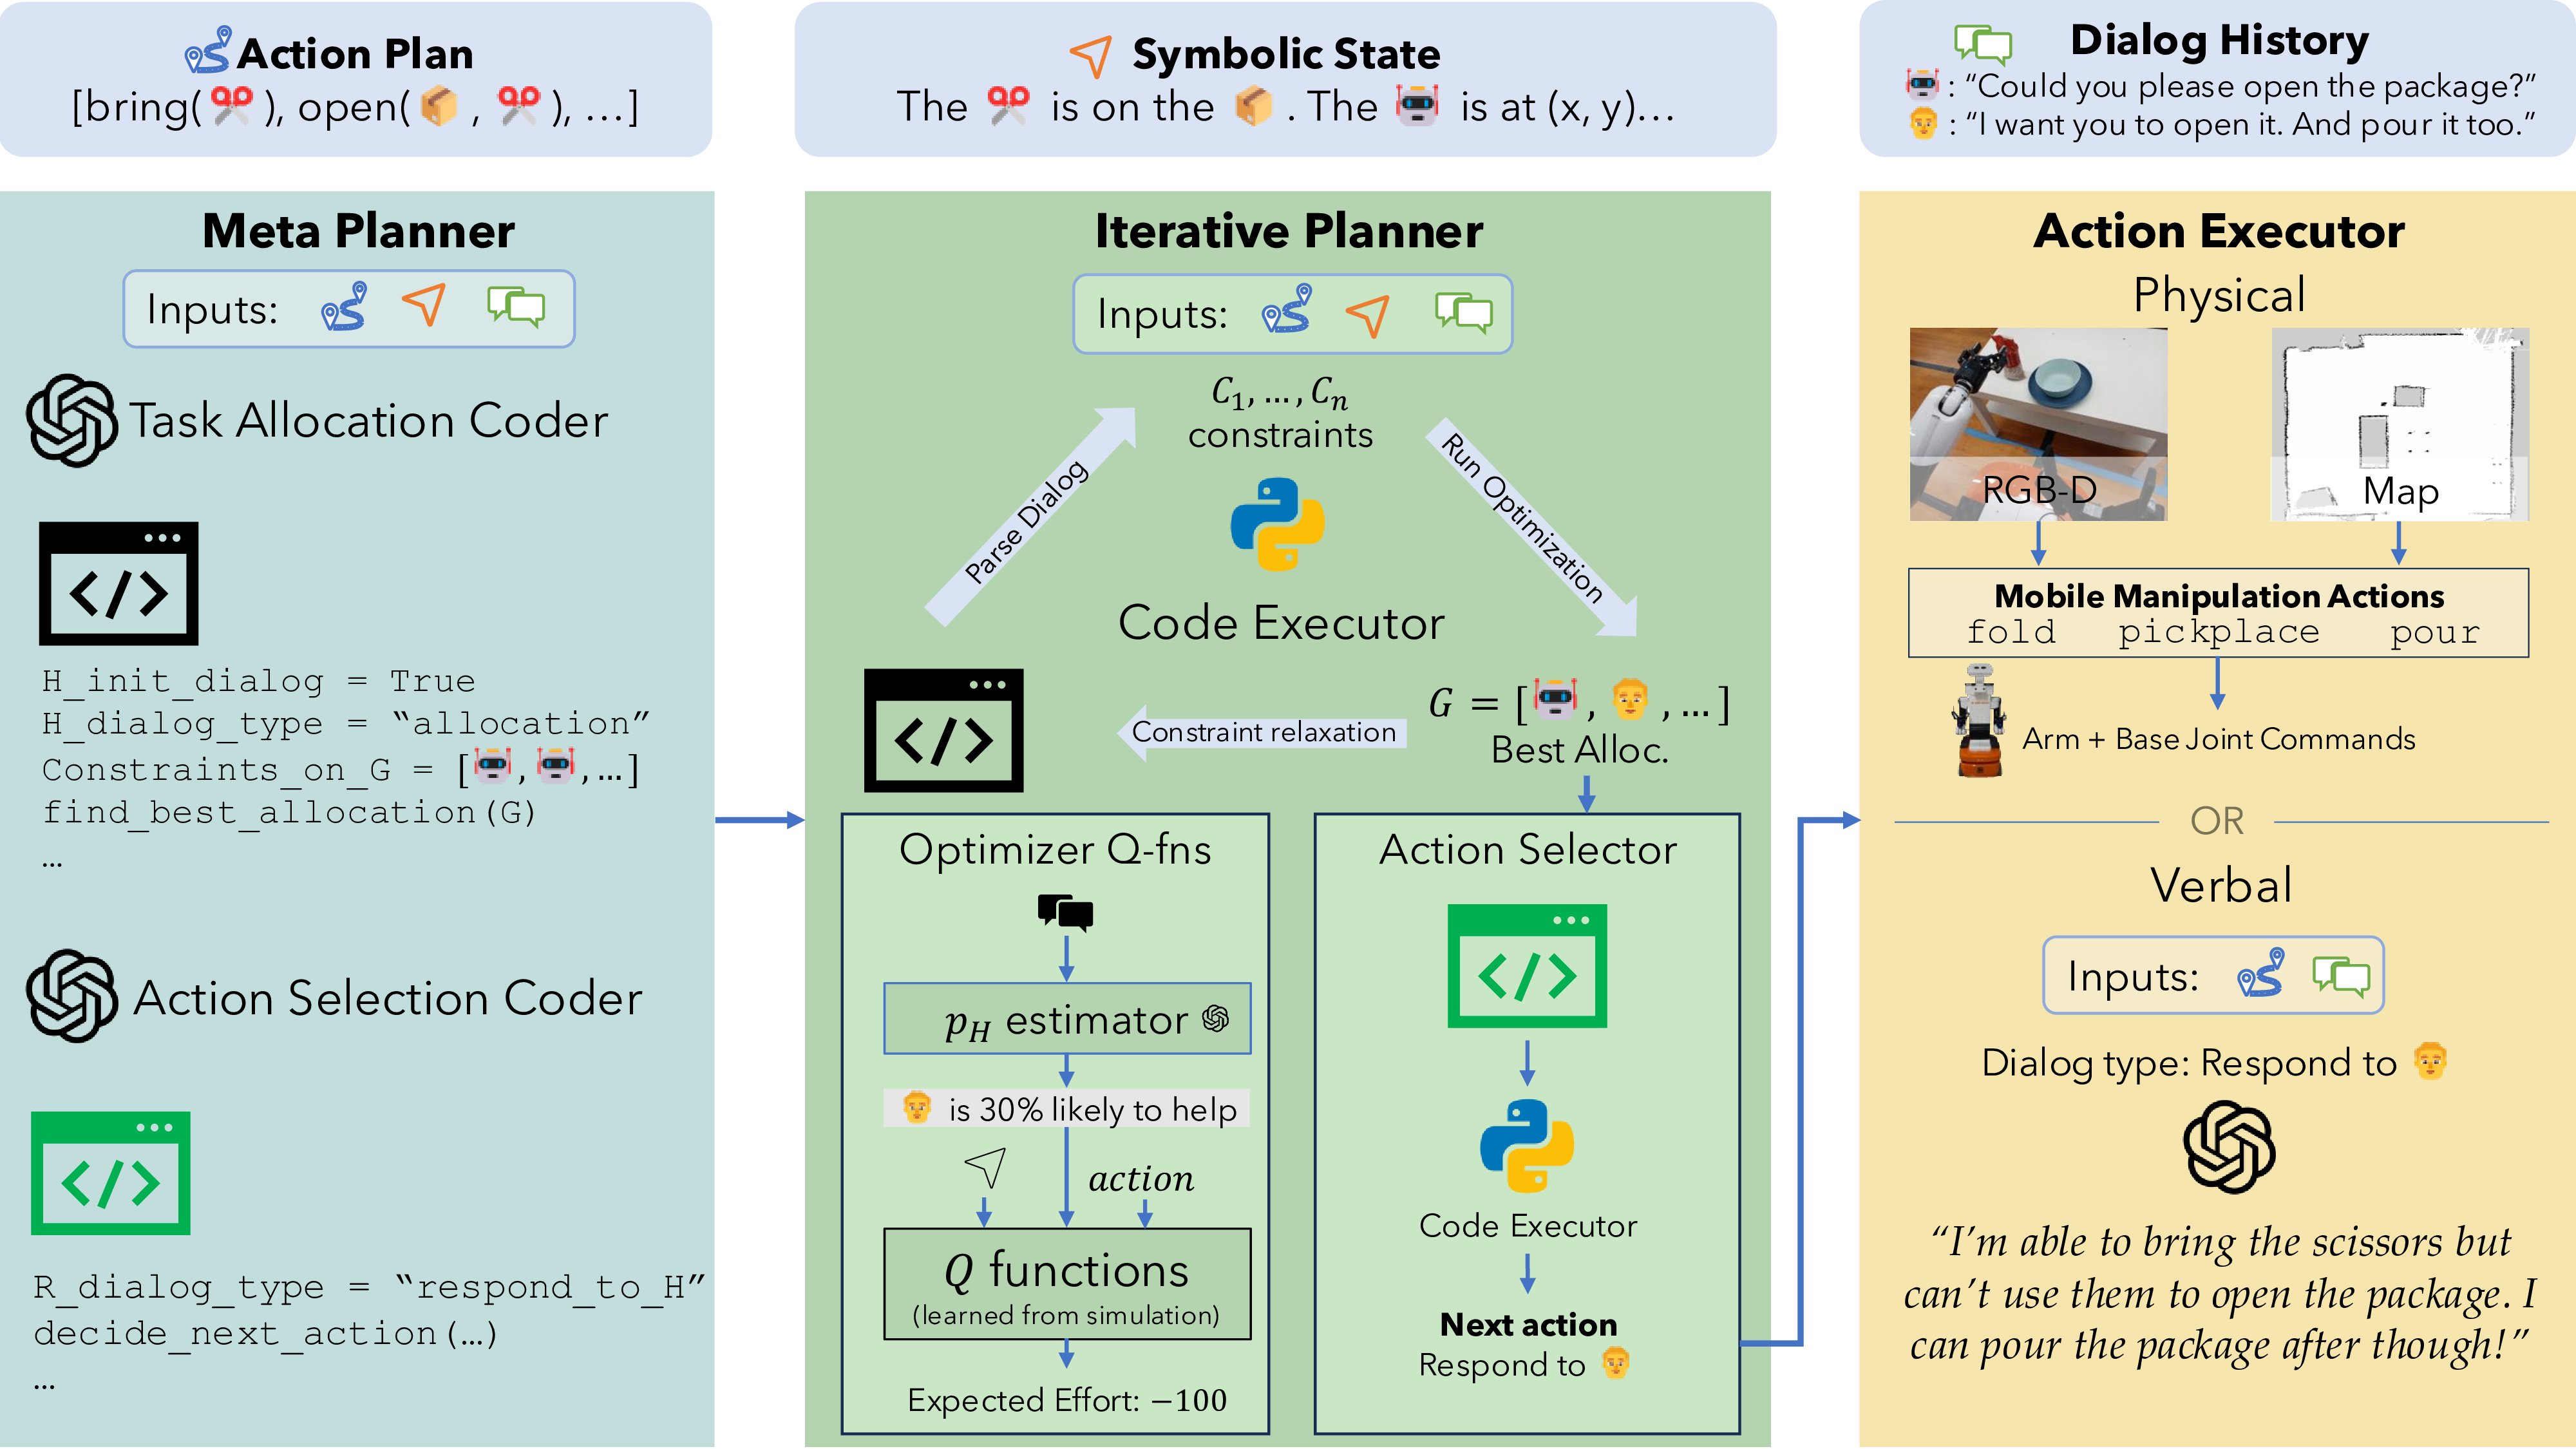 Action Plan
[bring(✂️), open(📦, ✂️), …]
Symbolic State
The ✂️ is on the 📦. The 🤖 is at (x, y)…
Dialog History
🤖: “Could you please open the package?”
👨: “I want you to open it. And pour it too.”
Meta Planner
Inputs:
Task Allocation Coder
</>
H_init_dialog = True
H_dialog_type = “allocation”
Constraints_on_G = [🤖,🤖,…]
find_best_allocation(G)
…
Action Selection Coder
</>
R_dialog_type = “respond_to_H”
decide_next_action(…)
…
Iterative Planner
Inputs:
C₁, …, Cₙ
constraints
Parse Dialog
Run Optimization
Code Executor
</>
Constraint relaxation
G = [🤖, 👨, …]
Best Alloc.
Optimizer Q-fns
p_H estimator
👨 is 30% likely to help
action
Q functions
(learned from simulation)
Expected Effort: −100
Action Selector
</>
Code Executor
Next action
Respond to 👨
Action Executor
Physical
RGB-D
Map
Mobile Manipulation Actions
fold pickplace pour
Arm + Base Joint Commands
OR
Verbal
Inputs:
Dialog type: Respond to 👨
“I’m able to bring the scissors but
can’t use them to open the package. I
can pour the package after though!”